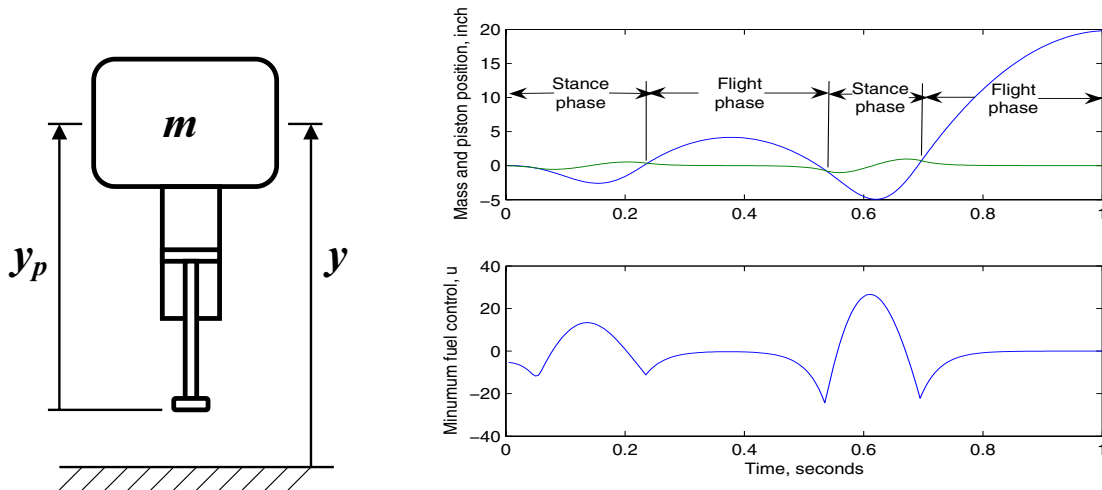 m
y_p
y
Mass and piston position, inch
20
15
10
5
0
−5
Stance
phase
Flight
phase
Stance
phase
Flight
phase
0
0.2
0.4
0.6
0.8
1
Minumum fuel control, u
40
20
0
−20
−40
0
0.2
0.4
0.6
0.8
1
Time, seconds